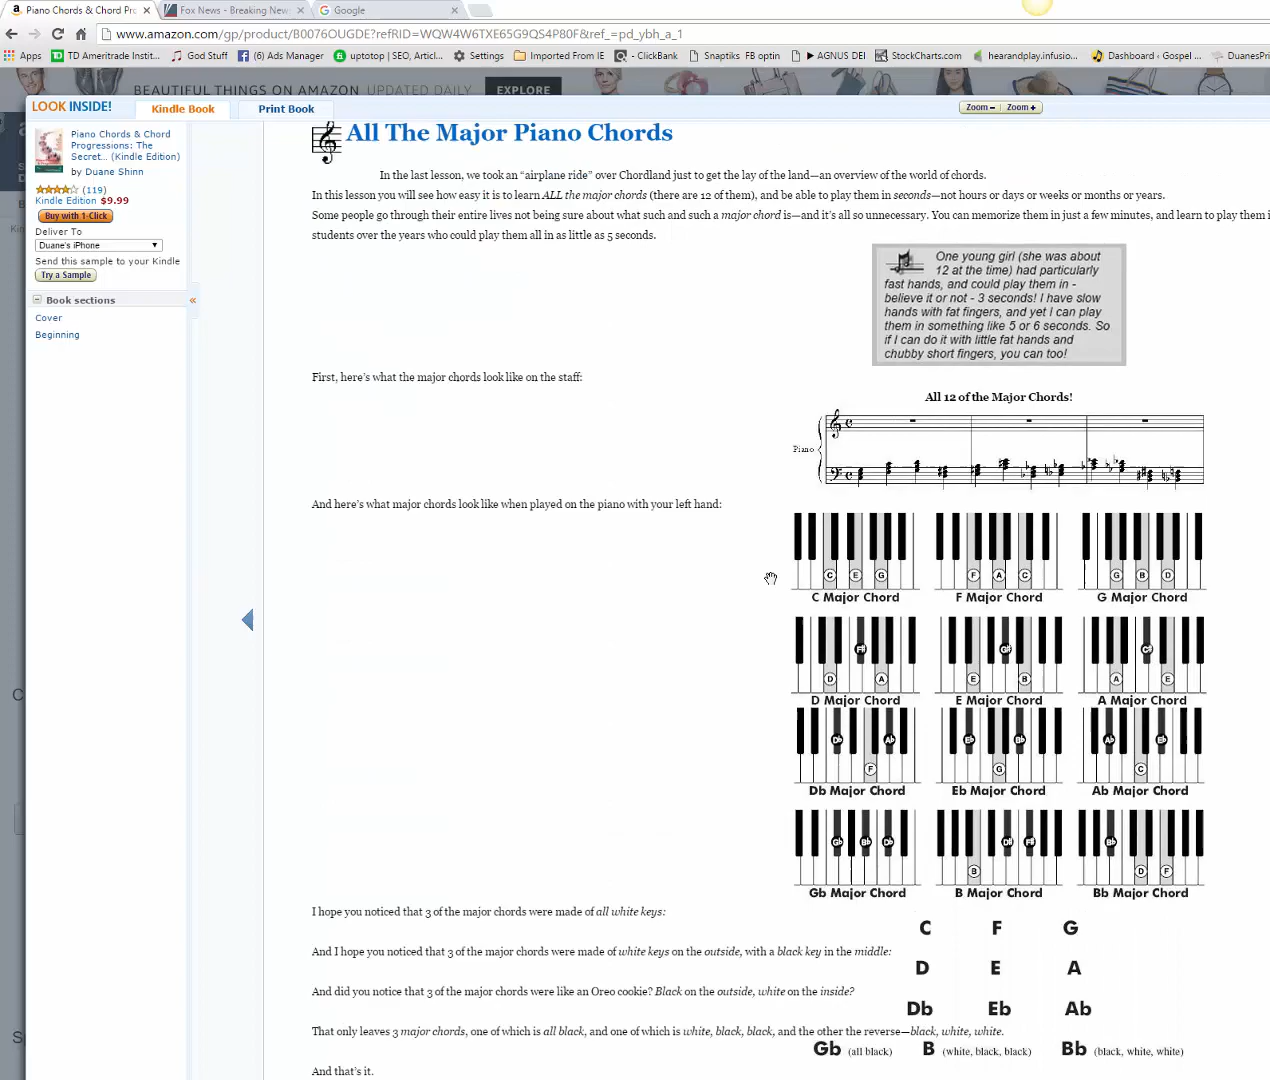 Piano Chords & Chord Pro
Fox News - Breaking New
Google
www.amazon.com/gp/product/B0076OUGDE?refRID=WQW4W6TXE65G9QS4P80F&ref_=pd_ybh_a_1
Apps TD Ameritrade Instit... God Stuff (6) Ads Manager uptotop | SEO, Articl... Settings Imported From IE - ClickBank Snaptiks FB optin ▶ AGNUS DEI StockCharts.com hearandplay.infusio... Dashboard ‹ Gospel ... DuanesPri
BEAUTIFUL THINGS ON AMAZON UPDATED DAILY EXPLORE
LOOK INSIDE! Kindle Book Print Book Zoom – Zoom +
Piano Chords & Chord
Progressions: The
Secret... (Kindle Edition)
by Duane Shinn
(119)
Kindle Edition $9.99
Buy with 1-Click
Deliver To
Duane's iPhone
Send this sample to your Kindle
Try a Sample
Book sections
Cover
Beginning
All The Major Piano Chords
In the last lesson, we took an “airplane ride” over Chordland just to get the lay of the land—an overview of the world of chords.
In this lesson you will see how easy it is to learn ALL the major chords (there are 12 of them), and be able to play them in seconds—not hours or days or weeks or months or years.
Some people go through their entire lives not being sure about what such and such a major chord is—and it's all so unnecessary. You can memorize them in just a few minutes, and learn to play them i
students over the years who could play them all in as little as 5 seconds.
One young girl (she was about
12 at the time) had particularly
fast hands, and could play them in -
believe it or not - 3 seconds! I have slow
hands with fat fingers, and yet I can play
them in something like 5 or 6 seconds. So
if I can do it with little fat hands and
chubby short fingers, you can too!
First, here's what the major chords look like on the staff:
All 12 of the Major Chords!
Piano
And here's what major chords look like when played on the piano with your left hand:
C E G F A C G B D
C Major Chord F Major Chord G Major Chord
F# G# C#
D A E B A E
D Major Chord E Major Chord A Major Chord
Db Ab Eb Bb Ab Eb
F G C
Db Major Chord Eb Major Chord Ab Major Chord
Gb Bb Db D# F# Bb
B D F
Gb Major Chord B Major Chord Bb Major Chord
I hope you noticed that 3 of the major chords were made of all white keys:
C F G
And I hope you noticed that 3 of the major chords were made of white keys on the outside, with a black key in the middle:
D E A
And did you notice that 3 of the major chords were like an Oreo cookie? Black on the outside, white on the inside?
Db Eb Ab
That only leaves 3 major chords, one of which is all black, and one of which is white, black, black, and the other the reverse—black, white, white.
Gb (all black) B (white, black, black) Bb (black, white, white)
And that's it.